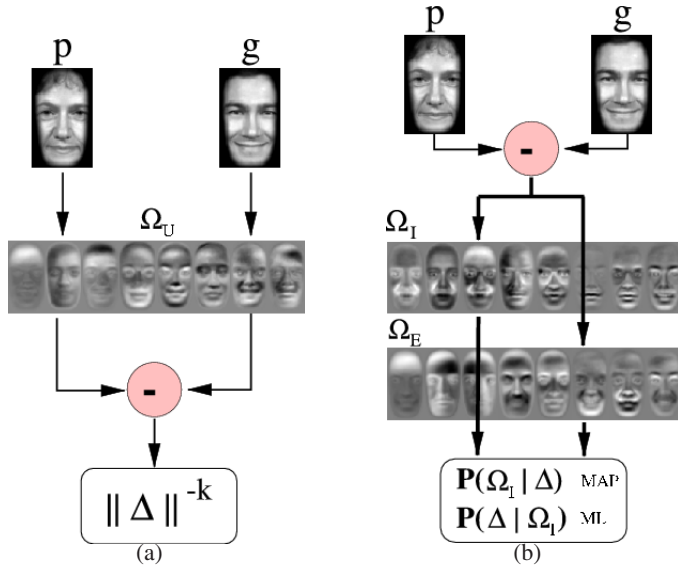 p g
Ω_U
-
|| Δ ||^-k
(a)
p g
-
Ω_I
Ω_E
P(Ω_I | Δ) MAP
P(Δ | Ω_I) ML
(b)